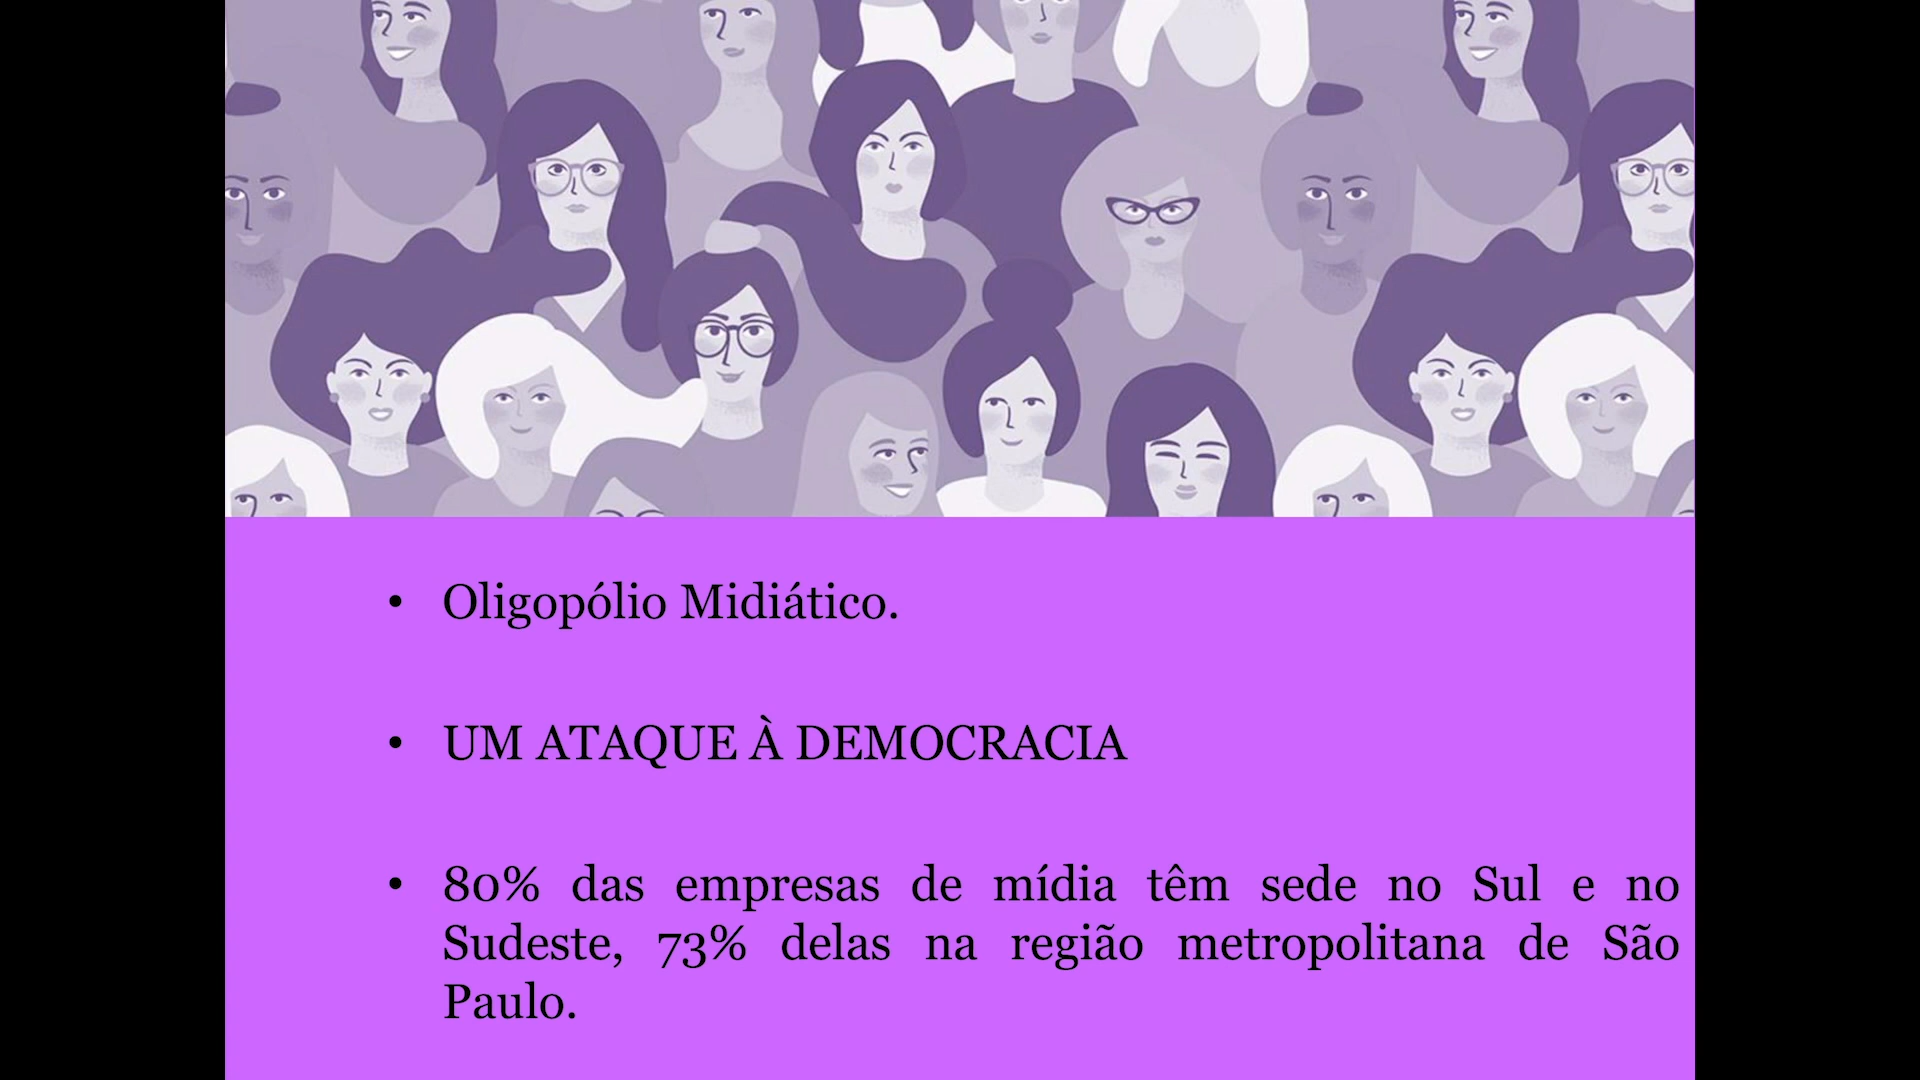 • Oligopólio Midiático.
• UM ATAQUE À DEMOCRACIA
• 80% das empresas de mídia têm sede no Sul e no
Sudeste, 73% delas na região metropolitana de São
Paulo.